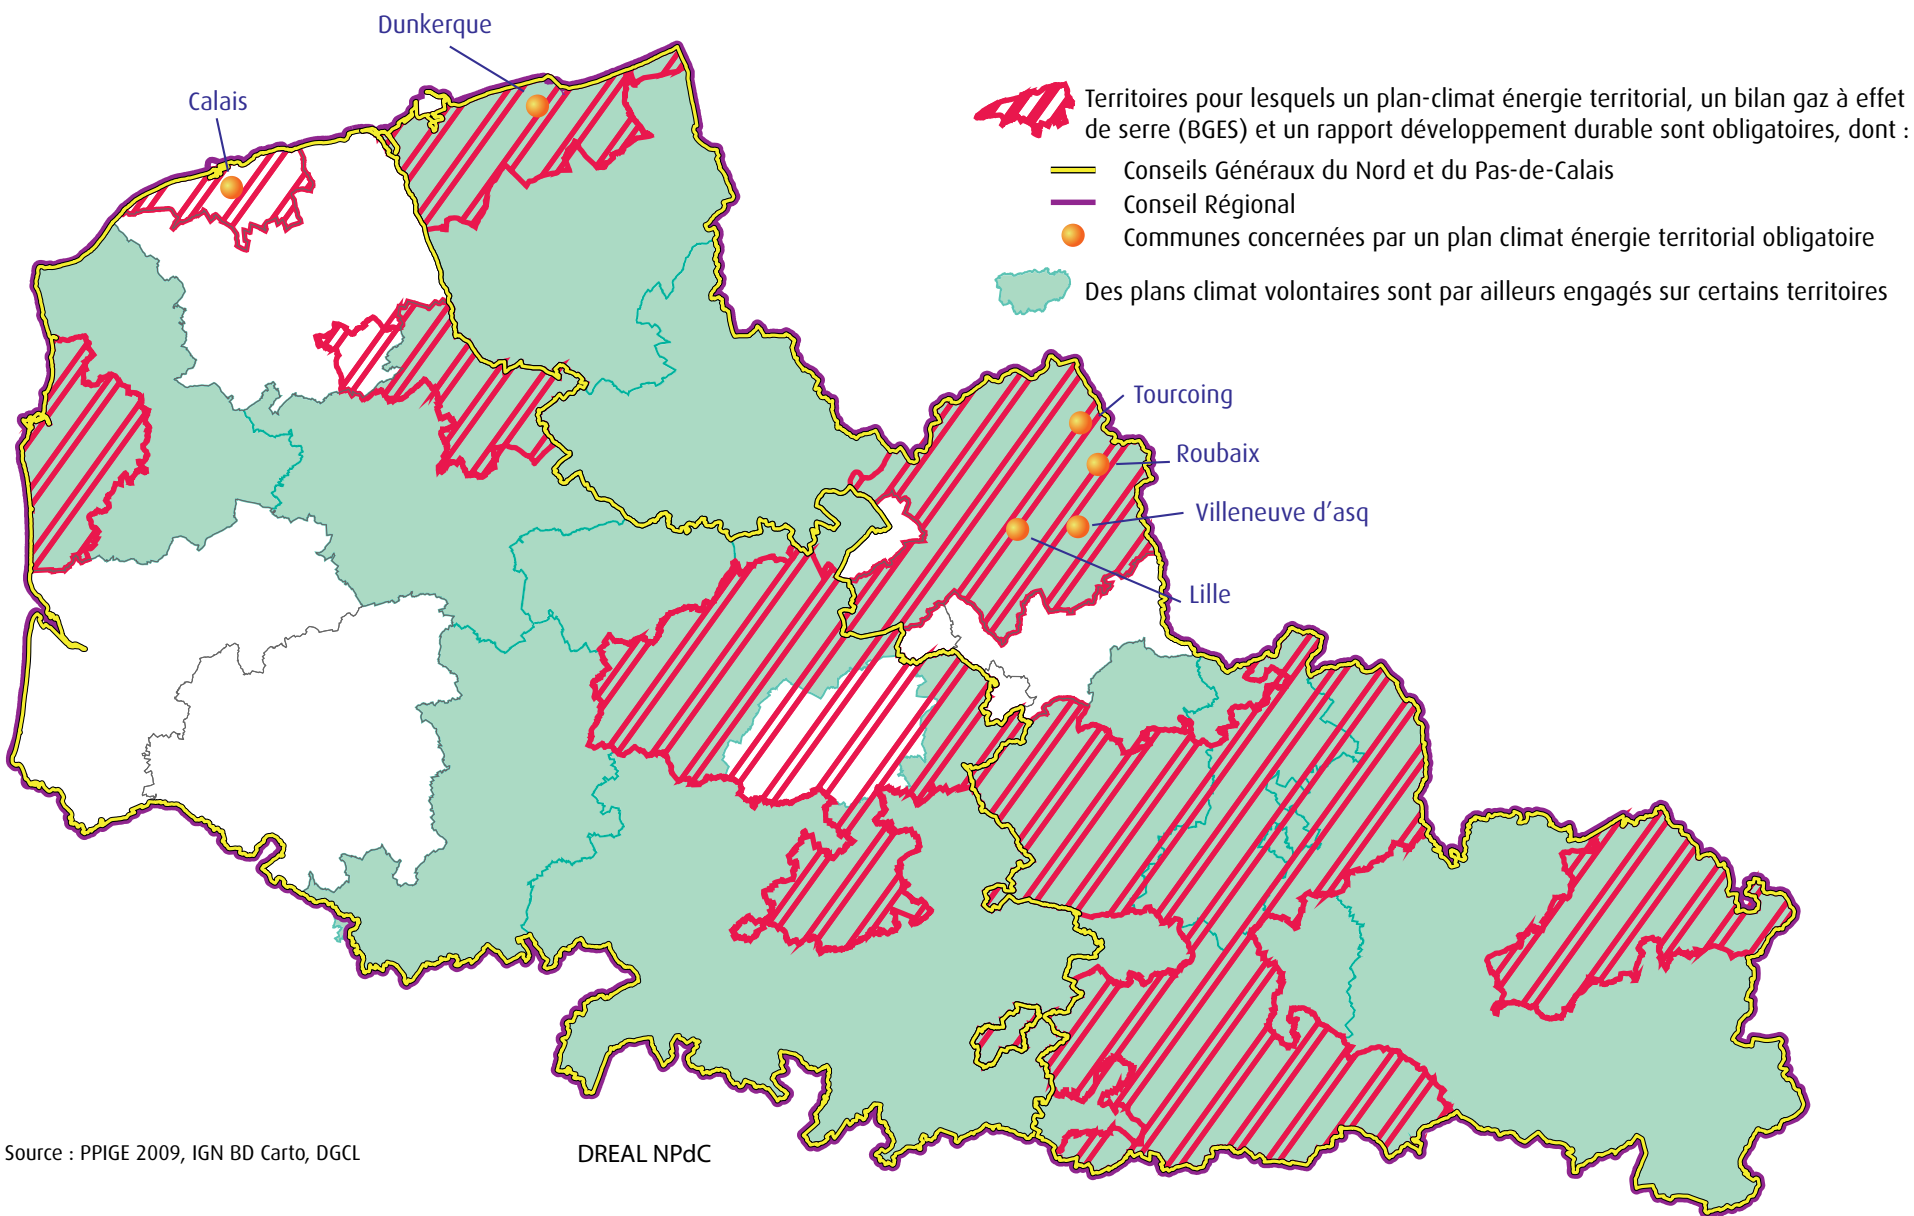 Dunkerque
Calais
Territoires pour lesquels un plan-climat énergie territorial, un bilan gaz à effet
de serre (BGES) et un rapport développement durable sont obligatoires, dont :
Conseils Généraux du Nord et du Pas-de-Calais
Conseil Régional
Communes concernées par un plan climat énergie territorial obligatoire
Des plans climat volontaires sont par ailleurs engagés sur certains territoires
Tourcoing
Roubaix
Villeneuve d'asq
Lille
Source : PPIGE 2009, IGN BD Carto, DGCL
DREAL NPdC